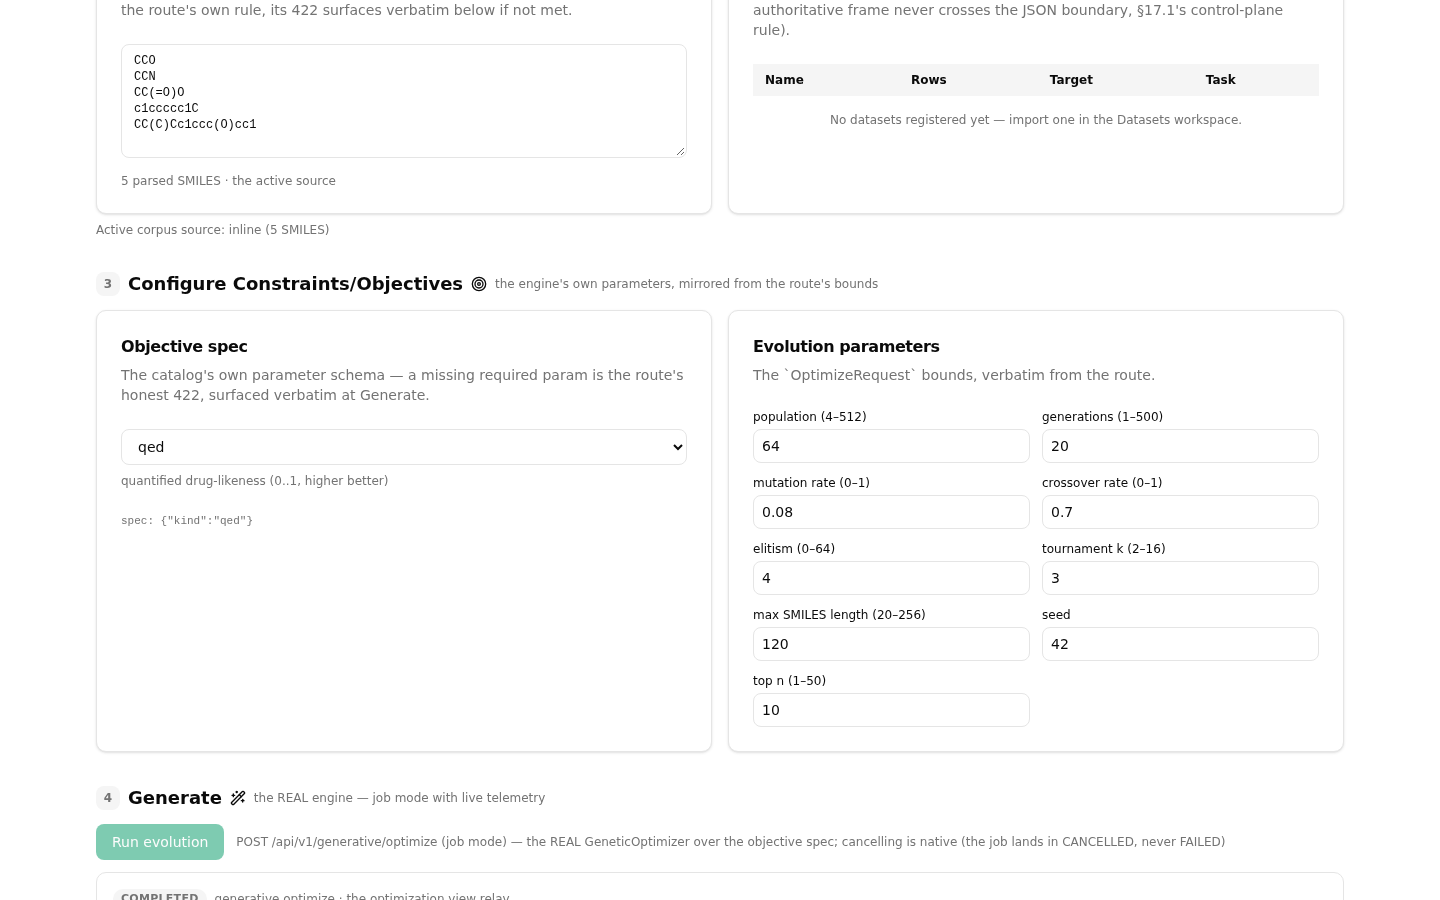 the route's own rule, its 422 surfaces verbatim below if not met.
CCO
CCN
CC(=O)O
c1ccccc1C
CC(C)Cc1ccc(O)cc1
5 parsed SMILES · the active source
authoritative frame never crosses the JSON boundary, §17.1's control-plane
rule).
Name Rows Target Task
No datasets registered yet — import one in the Datasets workspace.
Active corpus source: inline (5 SMILES)
3 Configure Constraints/Objectives the engine's own parameters, mirrored from the route's bounds
Objective spec
The catalog's own parameter schema — a missing required param is the route's
honest 422, surfaced verbatim at Generate.
qed
quantified drug-likeness (0..1, higher better)
spec: {"kind":"qed"}
Evolution parameters
The `OptimizeRequest` bounds, verbatim from the route.
population (4–512) generations (1–500)
64 20
mutation rate (0–1) crossover rate (0–1)
0.08 0.7
elitism (0–64) tournament k (2–16)
4 3
max SMILES length (20–256) seed
120 42
top n (1–50)
10
4 Generate the REAL engine — job mode with live telemetry
Run evolution POST /api/v1/generative/optimize (job mode) — the REAL GeneticOptimizer over the objective spec; cancelling is native (the job lands in CANCELLED, never FAILED)
COMPLETED generative optimize · the optimization view relay